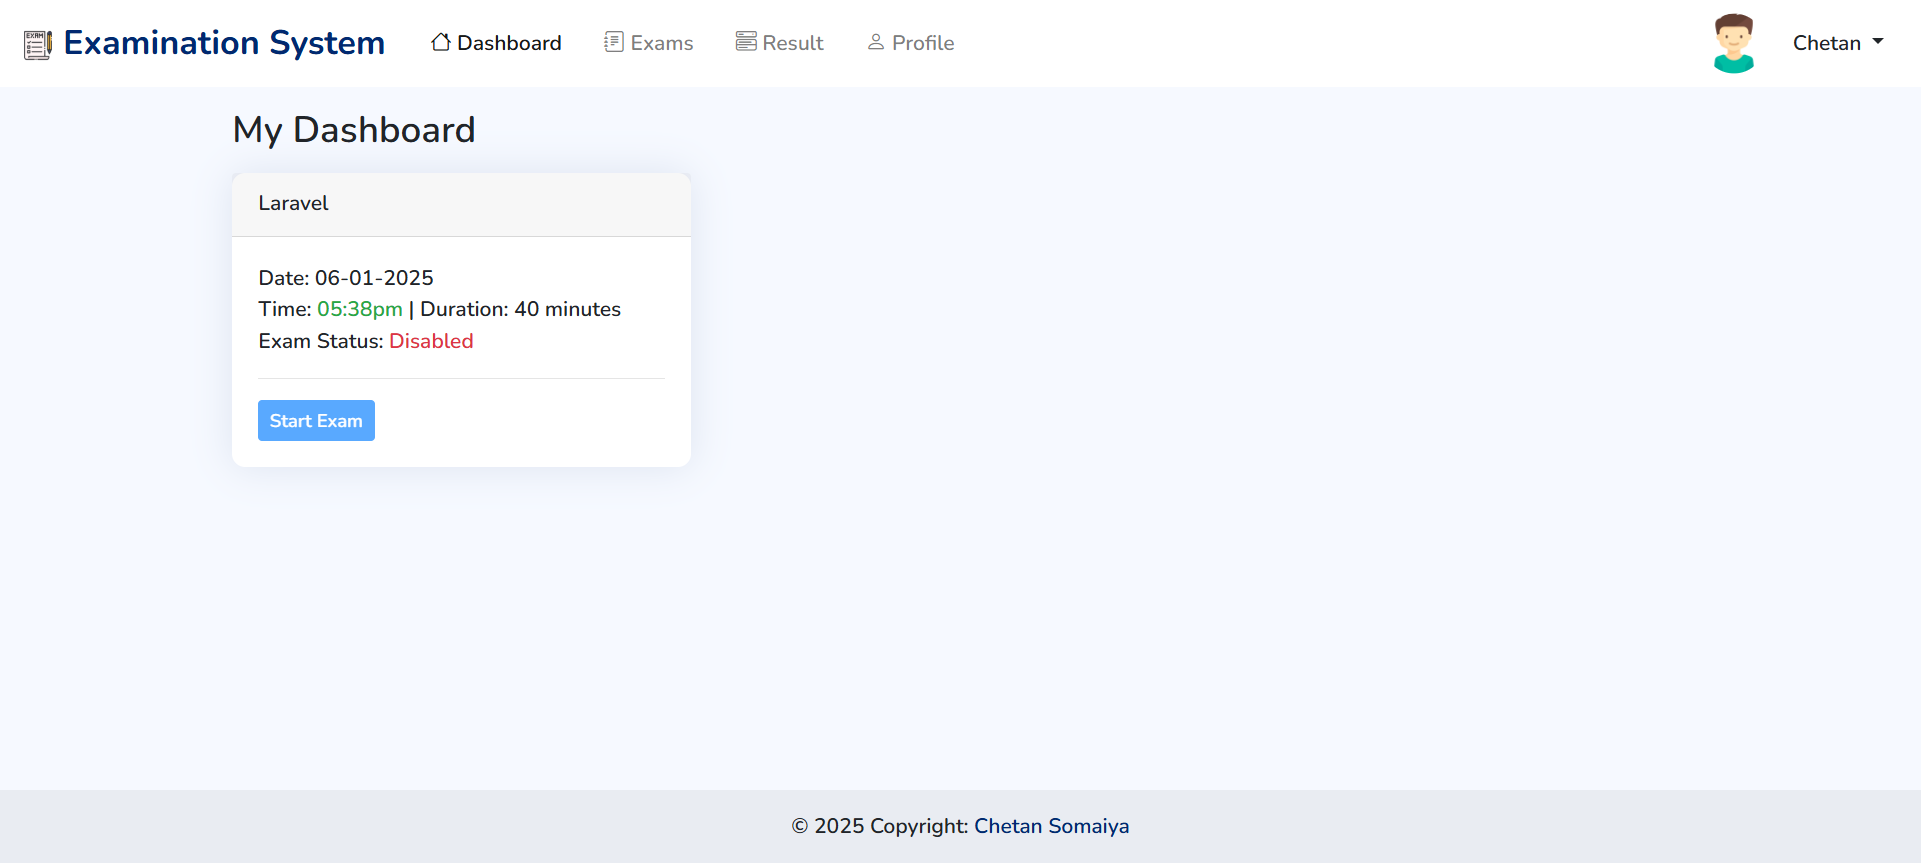 EXAM
Examination System
Dashboard
Exams
Result
Profile
Chetan
My Dashboard
Laravel
Date: 06-01-2025
Time: 05:38pm | Duration: 40 minutes
Exam Status: Disabled
Start Exam
© 2025 Copyright: Chetan Somaiya